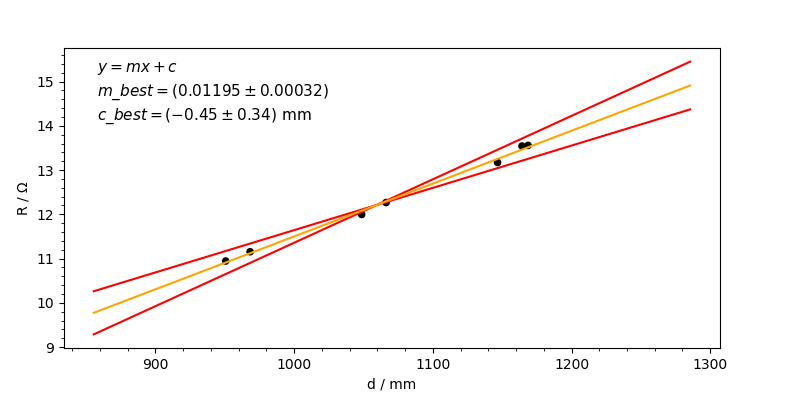 y = mx + c
m_best = (0.01195 ± 0.00032)
c_best = (−0.45 ± 0.34) mm
15
14
13
12
11
10
9
R / Ω
900
1000
1100
1200
1300
d / mm